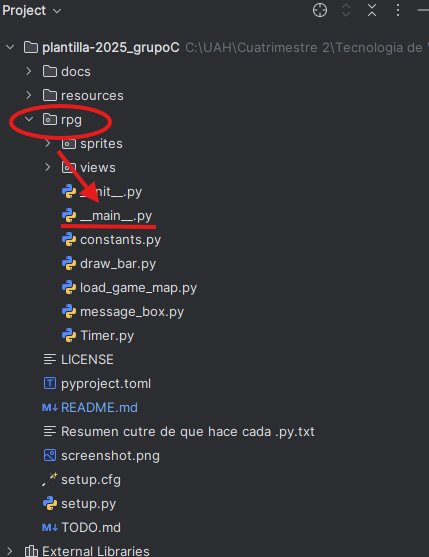 Project
plantilla-2025_grupoC C:\UAH\Cuatrimestre 2\Tecnologia de
docs
resources
rpg
sprites
views
__init__.py
__main__.py
constants.py
draw_bar.py
load_game_map.py
message_box.py
Timer.py
LICENSE
pyproject.toml
M↓ README.md
Resumen cutre de que hace cada .py.txt
screenshot.png
setup.cfg
setup.py
M↓ TODO.md
External Libraries